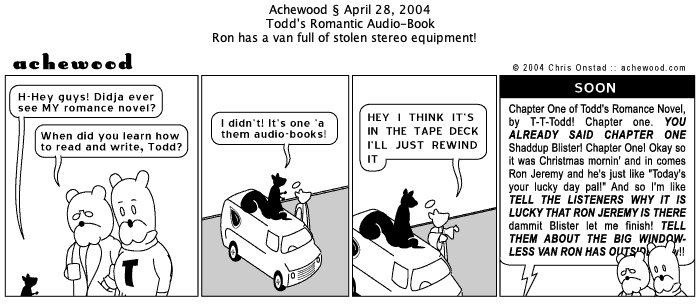 Achewood § April 28, 2004
Todd's Romantic Audio-Book
Ron has a van full of stolen stereo equipment!
achewood
© 2004 Chris Onstad :: achewood.com
H-Hey guys! Didja ever
see MY romance novel?
When did you learn how
to read and write, Todd?
T
I didn't! It's one 'a
them audio-books!
HEY I THINK IT'S
IN THE TAPE DECK
I'LL JUST REWIND
IT
SOON
Chapter One of Todd's Romance Novel,
by T-T-Todd! Chapter one. YOU
ALREADY SAID CHAPTER ONE
Shaddup Blister! Chapter One! Okay so
it was Christmas mornin' and in comes
Ron Jeremy and he's just like "Today's
your lucky day pal!" And so I'm like
TELL THE LISTENERS WHY IT IS
LUCKY THAT RON JEREMY IS THERE
dammit Blister let me finish! TELL
THEM ABOUT THE BIG WINDOW-
LESS VAN RON HAS